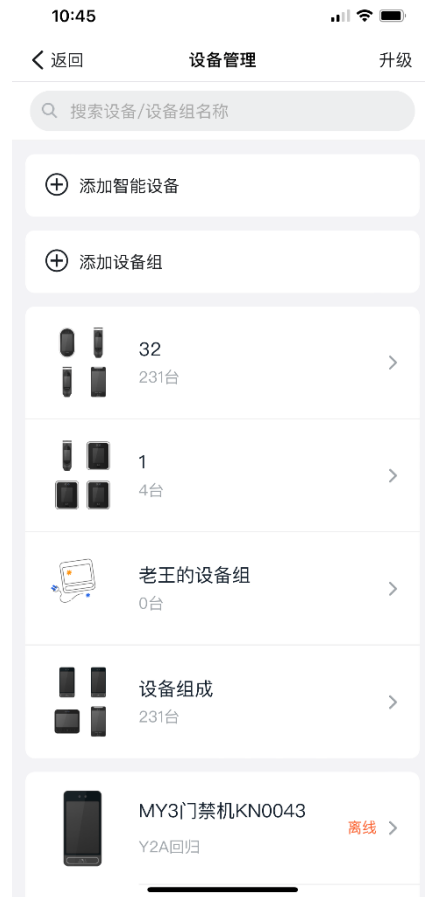 10:45
返回
设备管理
升级
搜索设备/设备组名称
添加智能设备
添加设备组
32
231台
1
4台
老王的设备组
0台
设备组成
231台
MY3门禁机KN0043
离线
Y2A回归